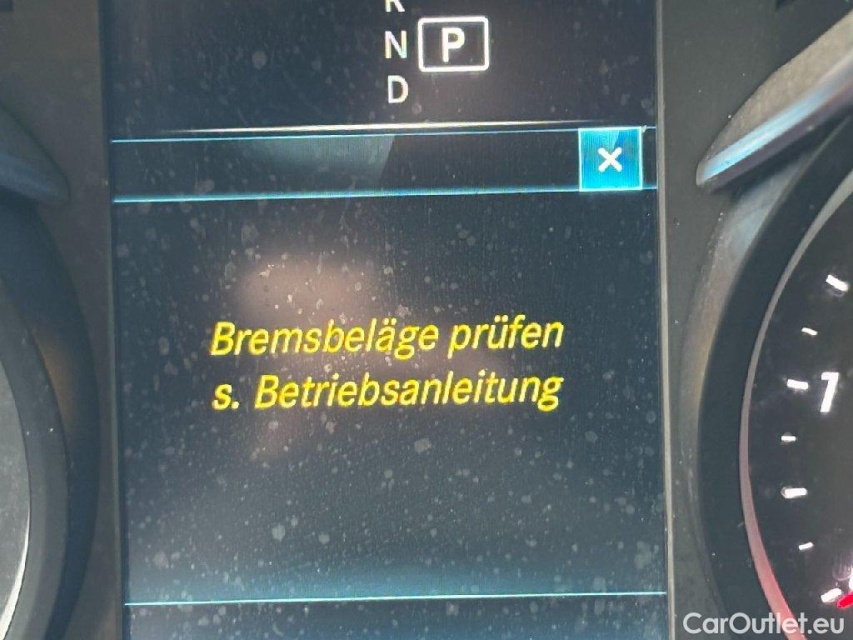 R
N P
D
×
Bremsbeläge prüfen
s. Betriebsanleitung
7
CarOutlet.eu